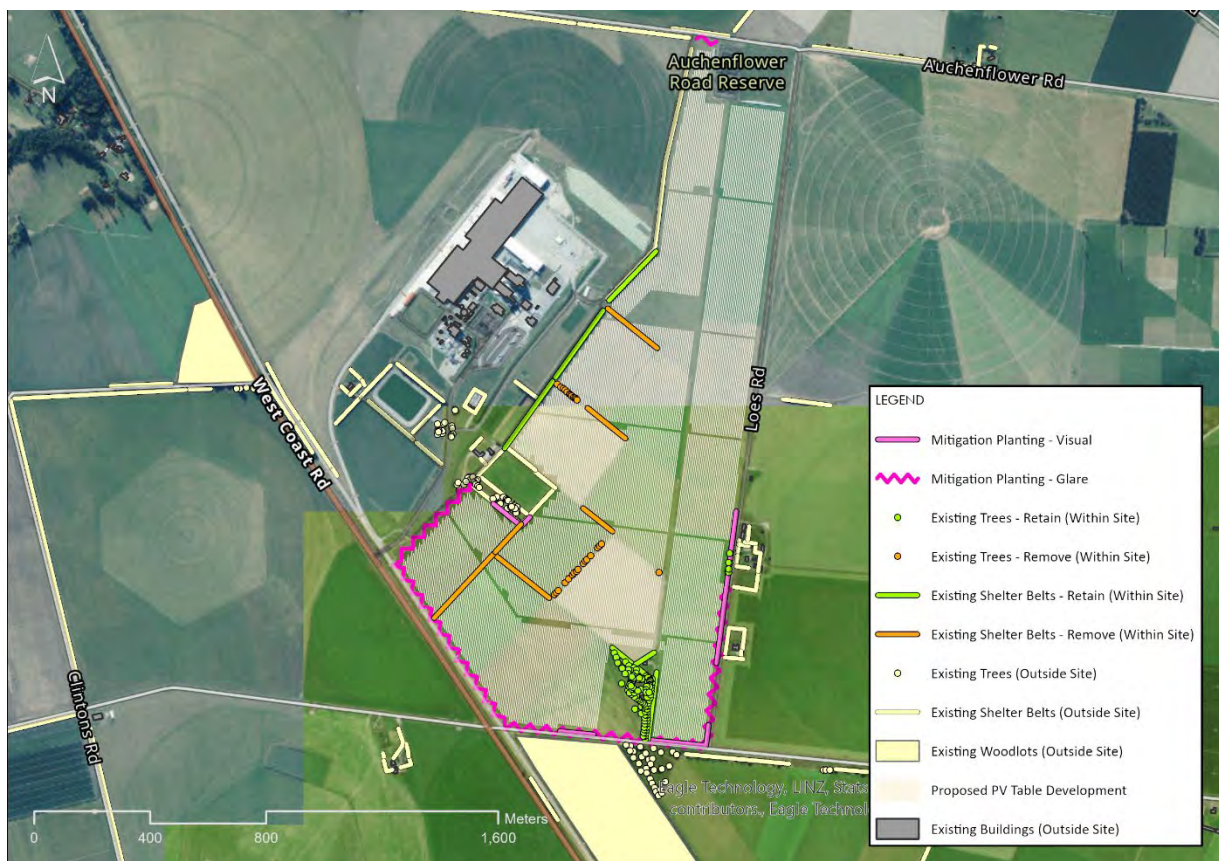 N
Auchenflower
Road Reserve
Auchenflower Rd
West Coast Rd
Loes Rd
Clintons Rd
LEGEND
Mitigation Planting - Visual
Mitigation Planting - Glare
Existing Trees - Retain (Within Site)
Existing Trees - Remove (Within Site)
Existing Shelter Belts - Retain (Within Site)
Existing Shelter Belts - Remove (Within Site)
Existing Trees (Outside Site)
Existing Shelter Belts (Outside Site)
Existing Woodlots (Outside Site)
Proposed PV Table Development
Existing Buildings (Outside Site)
Eagle Technology, LINZ,
contributors., Eagle
Meters
0 400 800 1,600